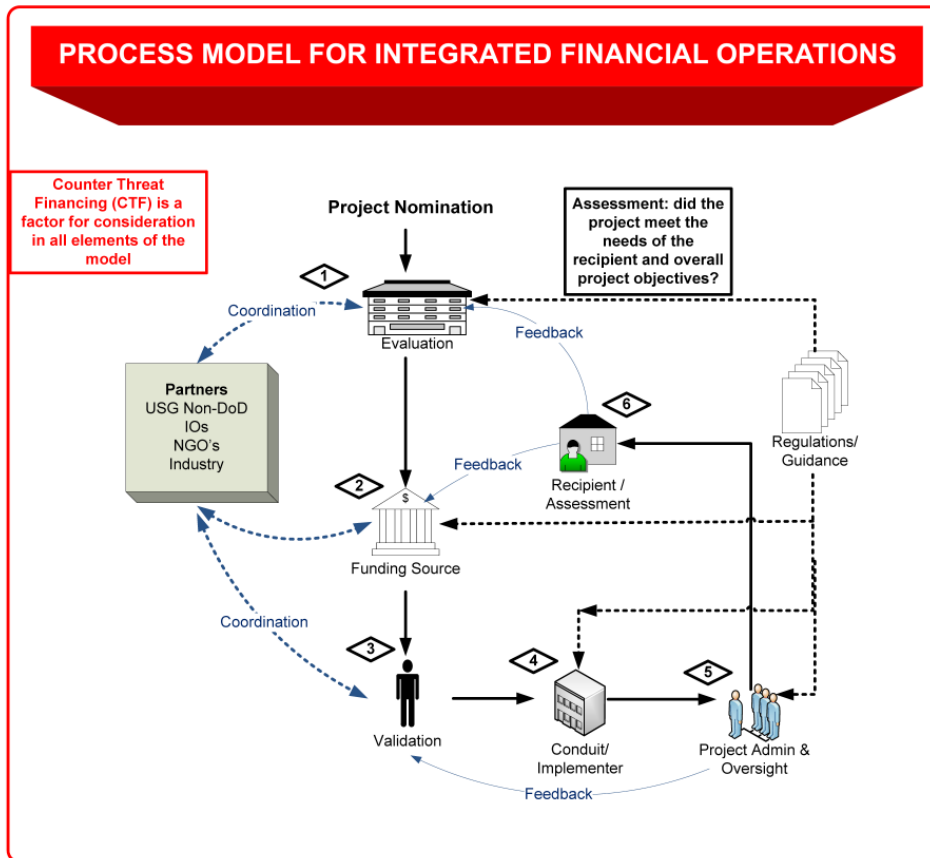 PROCESS MODEL FOR INTEGRATED FINANCIAL OPERATIONS
Counter Threat
Financing (CTF) is a
factor for consideration
in all elements of the
model
Project Nomination
Assessment: did the
project meet the
needs of the
recipient and overall
project objectives?
1
Coordination
Evaluation
Feedback
Partners
USG Non-DoD
IOs
NGO's
Industry
6
Regulations/
Guidance
Feedback
Recipient /
Assessment
2
$
Funding Source
Coordination
3
Validation
4
Conduit/
Implementer
5
Project Admin &
Oversight
Feedback